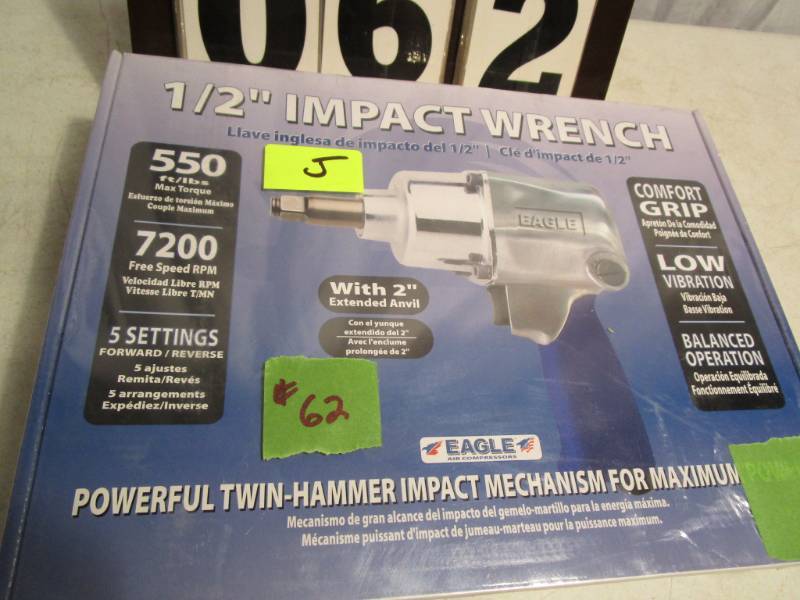 062
1/2" IMPACT WRENCH
Llave inglesa de impacto del 1/2" | Clé d'impact de 1/2"
550
ft/lbs
Max Torque
Esfuerzo de torsión Máximo
Couple Maximum
7200
Free Speed RPM
Velocidad Libre RPM
Vitesse Libre T/MN
5 SETTINGS
FORWARD / REVERSE
5 ajustes
Remita/Revés
5 arrangements
Expédiez/Inverse
J
EAGLE
With 2"
Extended Anvil
Con el yunque
extendido del 2"
Avec l'enclume
prolongée de 2"
COMFORT
GRIP
Apretón De la Comodidad
Poignée de Confort
LOW
VIBRATION
Vibración Baja
Basse Vibration
BALANCED
OPERATION
Operación Equilibrada
Fonctionnement Équilibré
# 62
EAGLE
AIR COMPRESSORS
POWERFUL TWIN-HAMMER IMPACT MECHANISM FOR MAXIMUM
Mecanismo de gran alcance del impacto del gemelo-martillo para la energía máxima.
Mécanisme puissant d'impact de jumeau-marteau pour la puissance maximum.